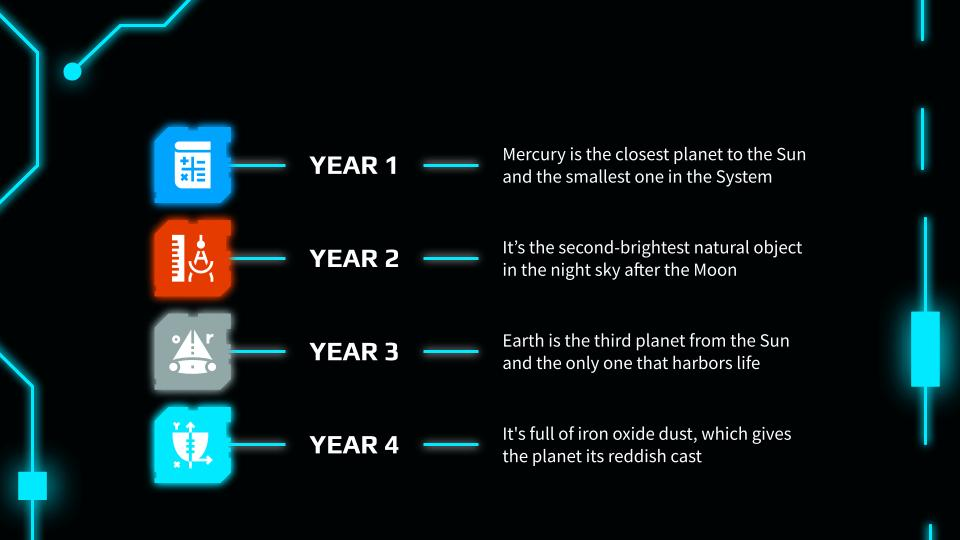 YEAR 1
Mercury is the closest planet to the Sun
and the smallest one in the System
YEAR 2
It’s the second-brightest natural object
in the night sky after the Moon
o r
YEAR 3
Earth is the third planet from the Sun
and the only one that harbors life
Y
x
YEAR 4
It's full of iron oxide dust, which gives
the planet its reddish cast